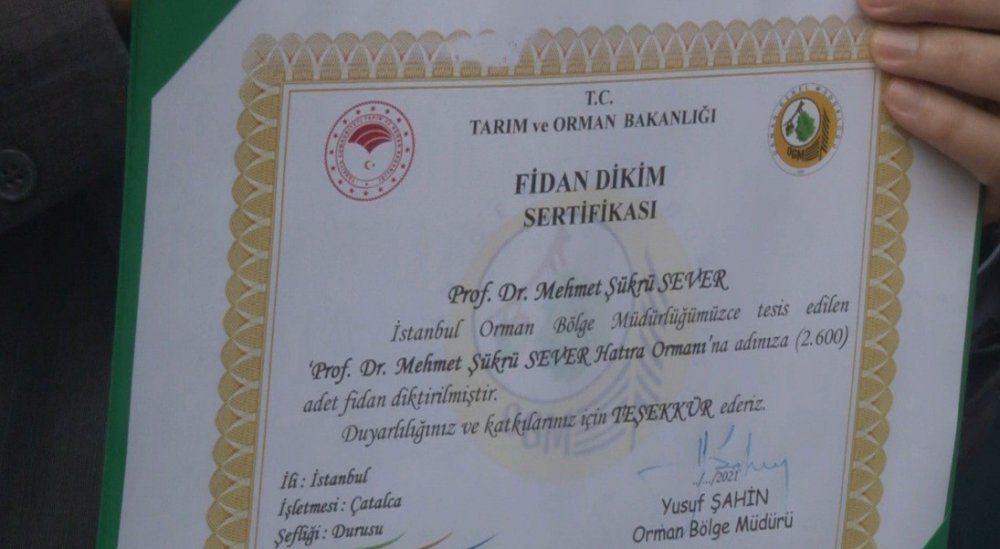 T.C.
TARIM ve ORMAN BAKANLIĞI
OGM
FİDAN DİKİM
SERTİFİKASI
Prof. Dr. Mehmet Şükrü SEVER
İstanbul Orman Bölge Müdürlüğümüzce tesis edilen
'Prof. Dr. Mehmet Şükrü SEVER Hatıra Ormanı'na adınıza (2.600)
adet fidan diktirilmiştir.
Duyarlılığınız ve katkılarınız için TEŞEKKÜR ederiz.
İli : İstanbul
İşletmesi : Çatalca
Şefliği : Durusu
../.../2021
Yusuf ŞAHİN
Orman Bölge Müdürü